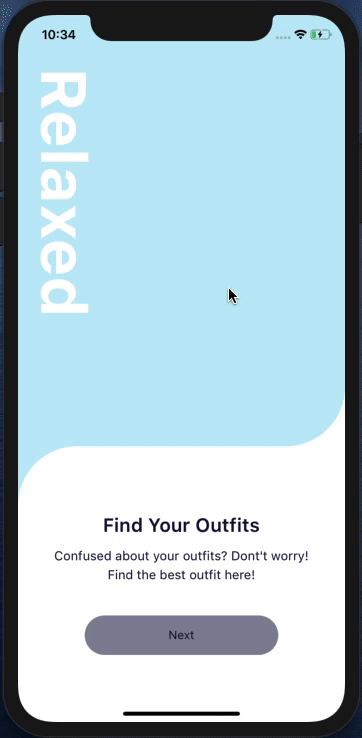 10:34
Relaxed
Find Your Outfits
Confused about your outfits? Dont't worry!
Find the best outfit here!
Next